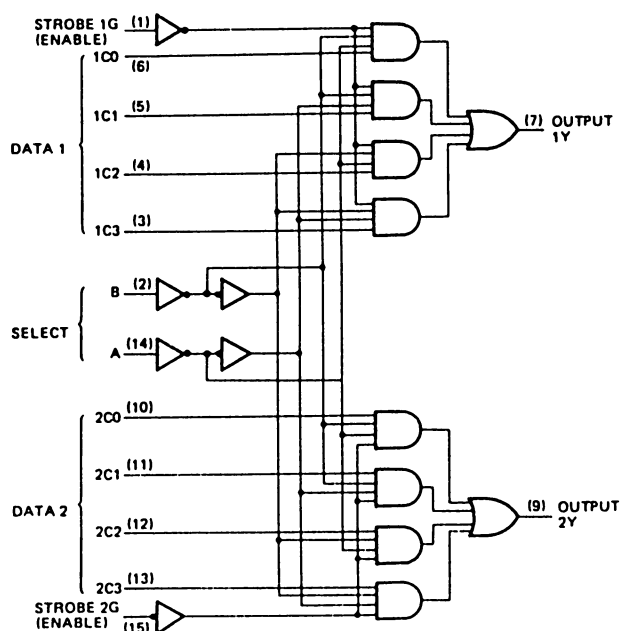 STROBE 1G (1)
(ENABLE)
1C0
(6)
1C1 (5)
DATA 1
1C2 (4)
1C3 (3)
(7) OUTPUT
1Y
B (2)
SELECT
A (14)
2C0 (10)
2C1 (11)
DATA 2
2C2 (12)
2C3 (13)
(9) OUTPUT
2Y
STROBE 2G
(ENABLE) (15)